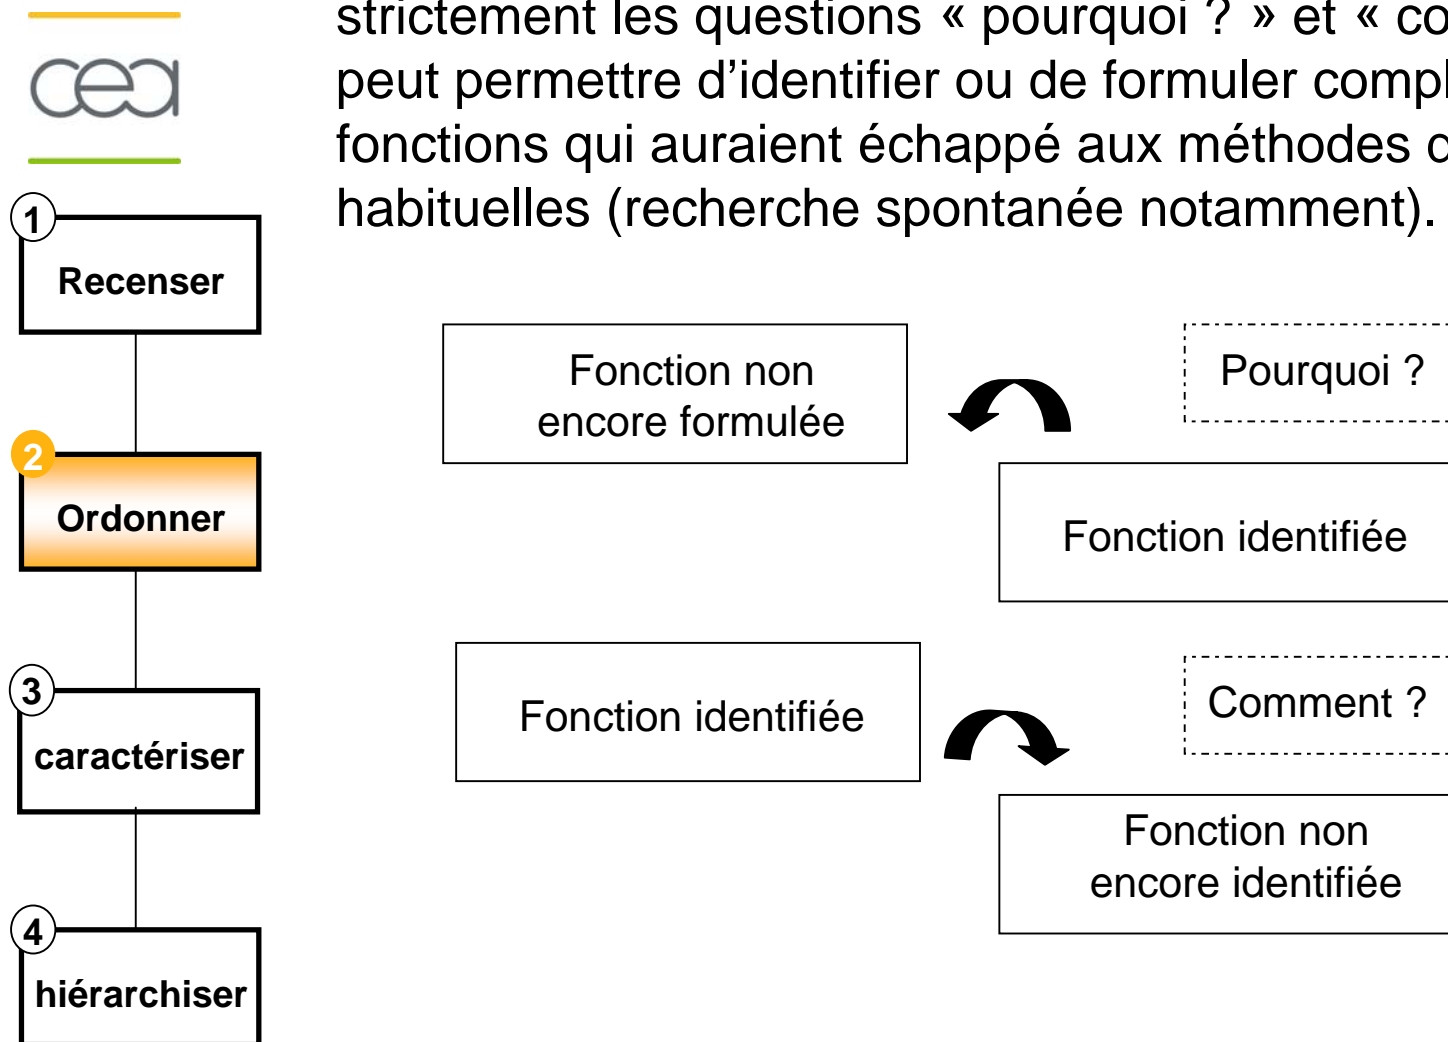 strictement les questions « pourquoi ? » et « co
peut permettre d’identifier ou de formuler compl
fonctions qui auraient échappé aux méthodes d
habituelles (recherche spontanée notamment).
cea
1
Recenser
2
Ordonner
3
caractériser
4
hiérarchiser
Fonction non
encore formulée
Pourquoi ?
Fonction identifiée
Fonction identifiée
Comment ?
Fonction non
encore identifiée